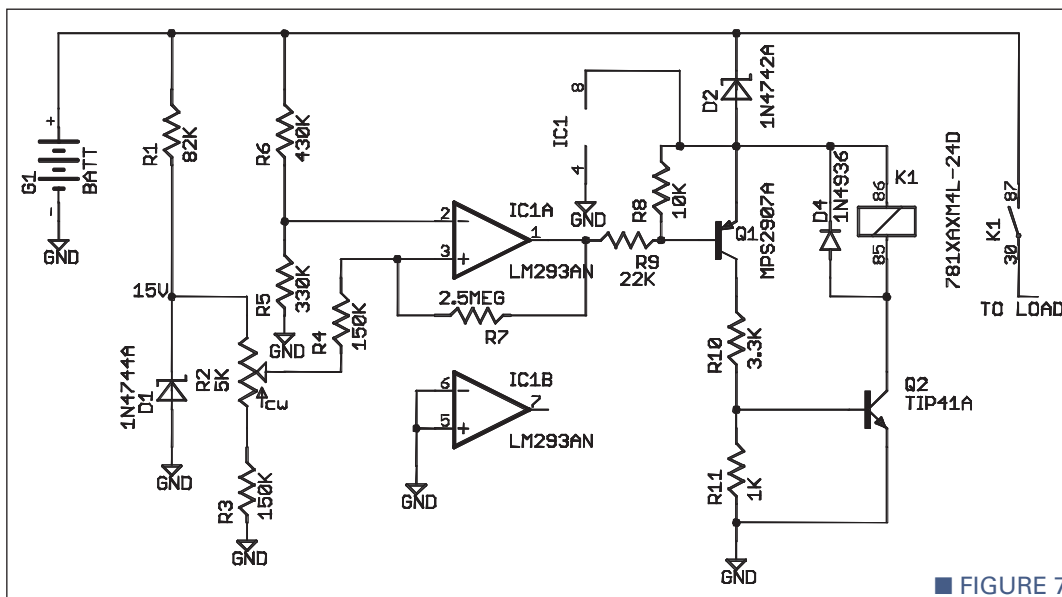 G1
BATT
+
-
GND
R1
82K
R6
430K
15V
1N4744A
D1
GND
R2
5K
CW
R3
150K
GND
R5
330K
GND
R4
150K
2
-
3
+
1
IC1A
LM293AN
2.5MEG
R7
6
-
5
+
7
IC1B
LM293AN
GND
IC1
8
4
GND
R8
10K
R9
22K
D2
1N4742A
Q1
MPS2907A
R10
3.3K
R11
1K
GND
D4
1N4936
K1
86
85
Q2
TIP41A
781XAXM4L-24D
K1
87
30
TO LOAD
■ FIGURE 7